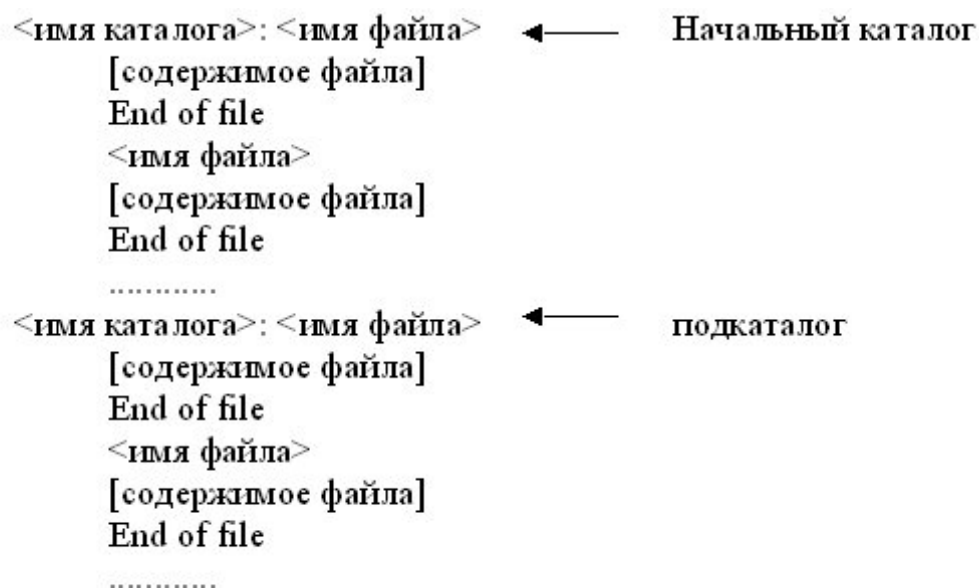 <имя каталога>: <имя файла> Начальный каталог
[содержимое файла]
End of file
<имя файла>
[содержимое файла]
End of file
............
<имя каталога>: <имя файла> подкаталог
[содержимое файла]
End of file
<имя файла>
[содержимое файла]
End of file
............